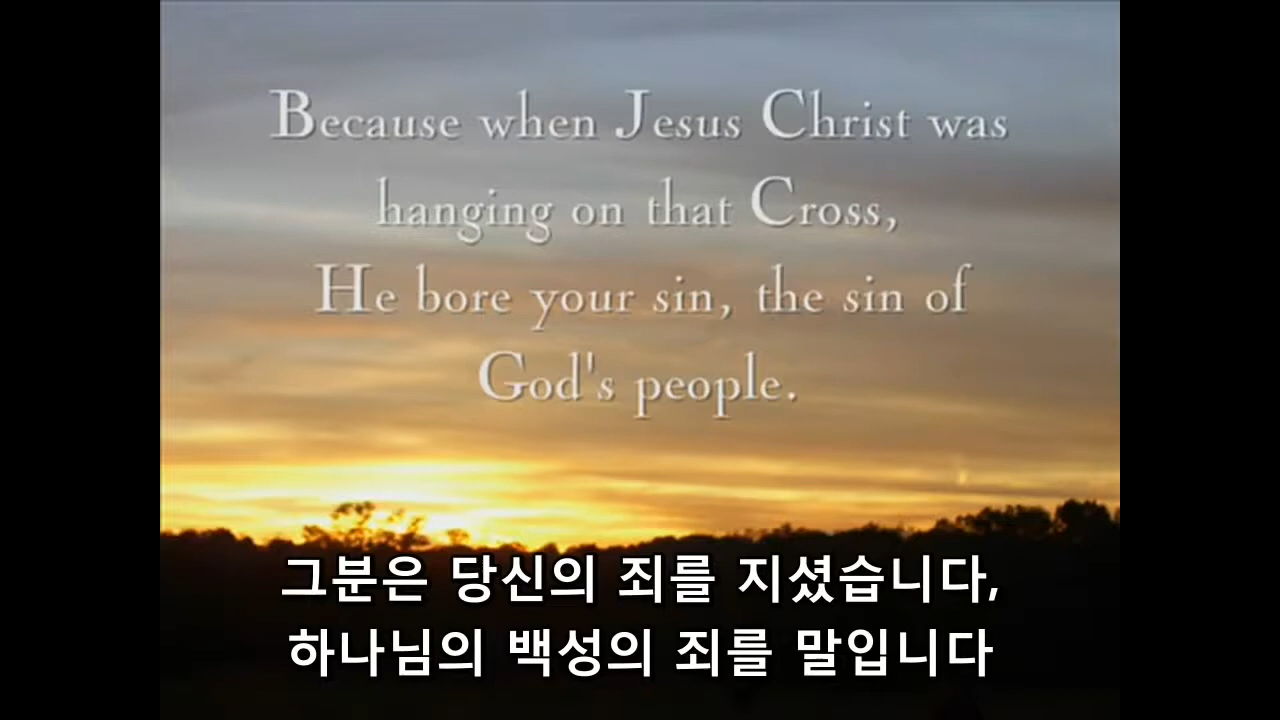 Because when Jesus Christ was
hanging on that Cross,
He bore your sin, the sin of
God's people.
그분은 당신의 죄를 지셨습니다,
하나님의 백성의 죄를 말입니다